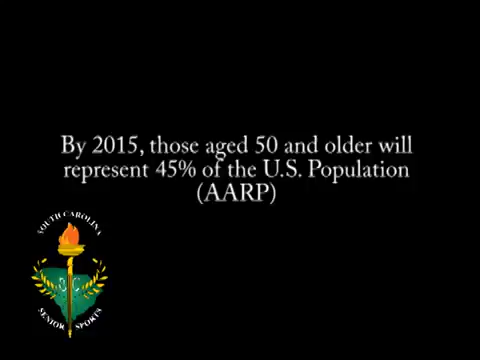 By 2015, those aged 50 and older will
represent 45% of the U.S. Population
(AARP)
SOUTH CAROLINA
SENIOR SPORTS